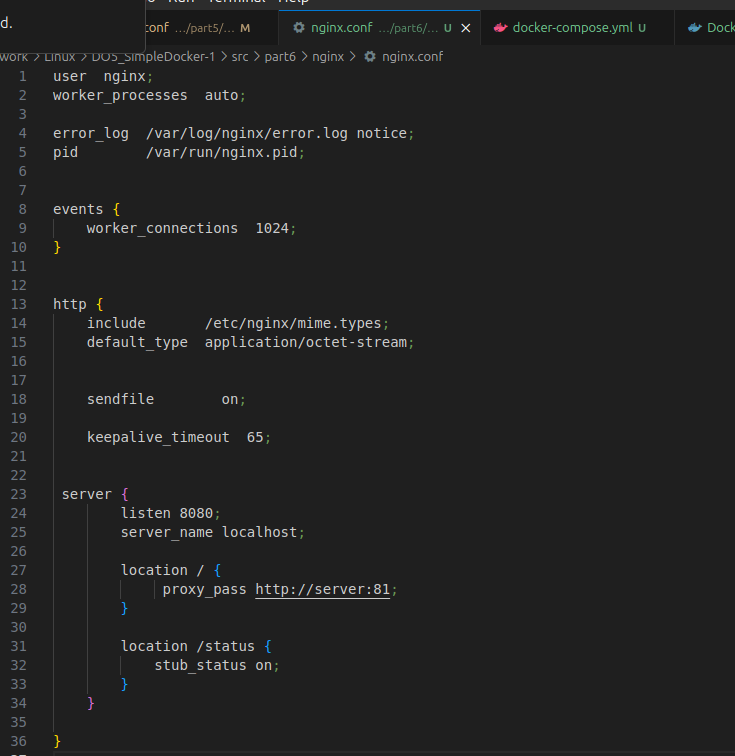 Run Terminal Help
d.
conf .../part5/... M
nginx.conf .../part6/... U
docker-compose.yml U
Dock
work > Linux > DO5_SimpleDocker-1 > src > part6 > nginx > nginx.conf
1 user  nginx;
2 worker_processes  auto;
3
4 error_log  /var/log/nginx/error.log notice;
5 pid        /var/run/nginx.pid;
6
7
8 events {
9     worker_connections  1024;
10 }
11
12
13 http {
14     include       /etc/nginx/mime.types;
15     default_type  application/octet-stream;
16
17
18     sendfile        on;
19
20     keepalive_timeout  65;
21
22
23  server {
24         listen 8080;
25         server_name localhost;
26
27         location / {
28              proxy_pass http://server:81;
29         }
30
31         location /status {
32             stub_status on;
33         }
34     }
35
36 }